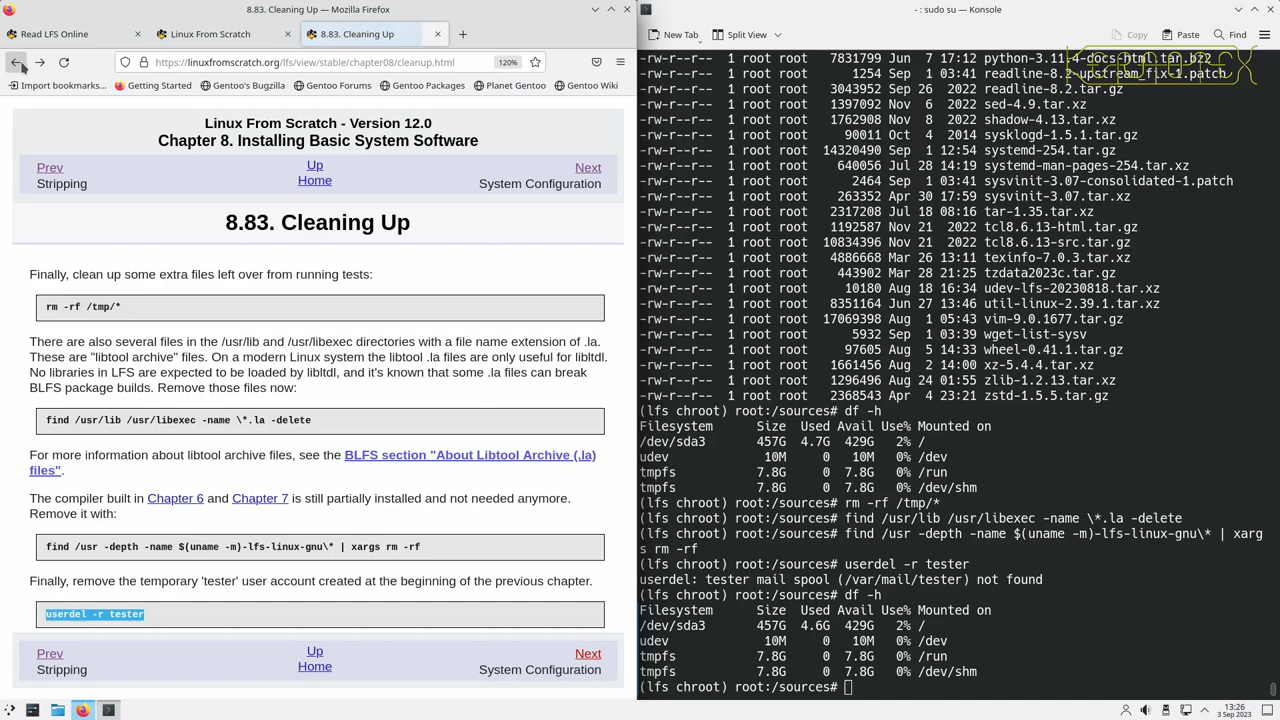 8.83. Cleaning Up — Mozilla Firefox
Read LFS Online
Linux From Scratch
8.83. Cleaning Up
https://linuxfromscratch.org/lfs/view/stable/chapter08/cleanup.html
120%
Import bookmarks...
Getting Started
Gentoo's Bugzilla
Gentoo Forums
Gentoo Packages
Planet Gentoo
Gentoo Wiki
Linux From Scratch - Version 12.0
Chapter 8. Installing Basic System Software
Prev
Up
Next
Stripping
Home
System Configuration
8.83. Cleaning Up
Finally, clean up some extra files left over from running tests:
rm -rf /tmp/*
There are also several files in the /usr/lib and /usr/libexec directories with a file name extension of .la.
These are "libtool archive" files. On a modern Linux system the libtool .la files are only useful for libltdl.
No libraries in LFS are expected to be loaded by libltdl, and it's known that some .la files can break
BLFS package builds. Remove those files now:
find /usr/lib /usr/libexec -name \*.la -delete
For more information about libtool archive files, see the BLFS section "About Libtool Archive (.la)
files".
The compiler built in Chapter 6 and Chapter 7 is still partially installed and not needed anymore.
Remove it with:
find /usr -depth -name $(uname -m)-lfs-linux-gnu\* | xargs rm -rf
Finally, remove the temporary 'tester' user account created at the beginning of the previous chapter.
userdel -r tester
Prev
Up
Next
Stripping
Home
System Configuration
- : sudo su — Konsole
New Tab
Split View
Copy
Paste
Find
-rw-r--r-- 1 root root 7831799 Jun 7 17:12 python-3.11.4-docs-html.tar.bz2
-rw-r--r-- 1 root root 1254 Sep 1 03:41 readline-8.2-upstream_fix-1.patch
-rw-r--r-- 1 root root 3043952 Sep 26 2022 readline-8.2.tar.gz
-rw-r--r-- 1 root root 1397092 Nov 6 2022 sed-4.9.tar.xz
-rw-r--r-- 1 root root 1762908 Nov 8 2022 shadow-4.13.tar.xz
-rw-r--r-- 1 root root 90011 Oct 4 2014 sysklogd-1.5.1.tar.gz
-rw-r--r-- 1 root root 14320490 Sep 1 12:54 systemd-254.tar.gz
-rw-r--r-- 1 root root 640056 Jul 28 14:19 systemd-man-pages-254.tar.xz
-rw-r--r-- 1 root root 2464 Sep 1 03:41 sysvinit-3.07-consolidated-1.patch
-rw-r--r-- 1 root root 263352 Apr 30 17:59 sysvinit-3.07.tar.xz
-rw-r--r-- 1 root root 2317208 Jul 18 08:16 tar-1.35.tar.xz
-rw-r--r-- 1 root root 1192587 Nov 21 2022 tcl8.6.13-html.tar.gz
-rw-r--r-- 1 root root 10834396 Nov 21 2022 tcl8.6.13-src.tar.gz
-rw-r--r-- 1 root root 4886668 Mar 26 13:11 texinfo-7.0.3.tar.xz
-rw-r--r-- 1 root root 443902 Mar 28 21:25 tzdata2023c.tar.gz
-rw-r--r-- 1 root root 10180 Aug 18 16:34 udev-lfs-20230818.tar.xz
-rw-r--r-- 1 root root 8351164 Jun 27 13:46 util-linux-2.39.1.tar.xz
-rw-r--r-- 1 root root 17069398 Aug 1 05:43 vim-9.0.1677.tar.gz
-rw-r--r-- 1 root root 5932 Sep 1 03:39 wget-list-sysv
-rw-r--r-- 1 root root 97605 Aug 5 14:33 wheel-0.41.1.tar.gz
-rw-r--r-- 1 root root 1661456 Aug 2 14:00 xz-5.4.4.tar.xz
-rw-r--r-- 1 root root 1296496 Aug 24 01:55 zlib-1.2.13.tar.xz
-rw-r--r-- 1 root root 2368543 Apr 4 23:21 zstd-1.5.5.tar.gz
(lfs chroot) root:/sources# df -h
Filesystem Size Used Avail Use% Mounted on
/dev/sda3 457G 4.7G 429G 2% /
udev 10M 0 10M 0% /dev
tmpfs 7.8G 0 7.8G 0% /run
tmpfs 7.8G 0 7.8G 0% /dev/shm
(lfs chroot) root:/sources# rm -rf /tmp/*
(lfs chroot) root:/sources# find /usr/lib /usr/libexec -name \*.la -delete
(lfs chroot) root:/sources# find /usr -depth -name $(uname -m)-lfs-linux-gnu\* | xarg
s rm -rf
(lfs chroot) root:/sources# userdel -r tester
userdel: tester mail spool (/var/mail/tester) not found
(lfs chroot) root:/sources# df -h
Filesystem Size Used Avail Use% Mounted on
/dev/sda3 457G 4.6G 429G 2% /
udev 10M 0 10M 0% /dev
tmpfs 7.8G 0 7.8G 0% /run
tmpfs 7.8G 0 7.8G 0% /dev/shm
(lfs chroot) root:/sources#
13:26
3 Sep 2023